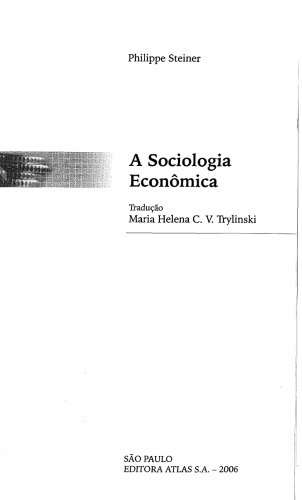 Philippe Steiner
A Sociologia
Econômica
Tradução
Maria Helena C. V. Trylinski
SÃO PAULO
EDITORA ATLAS S.A. – 2006